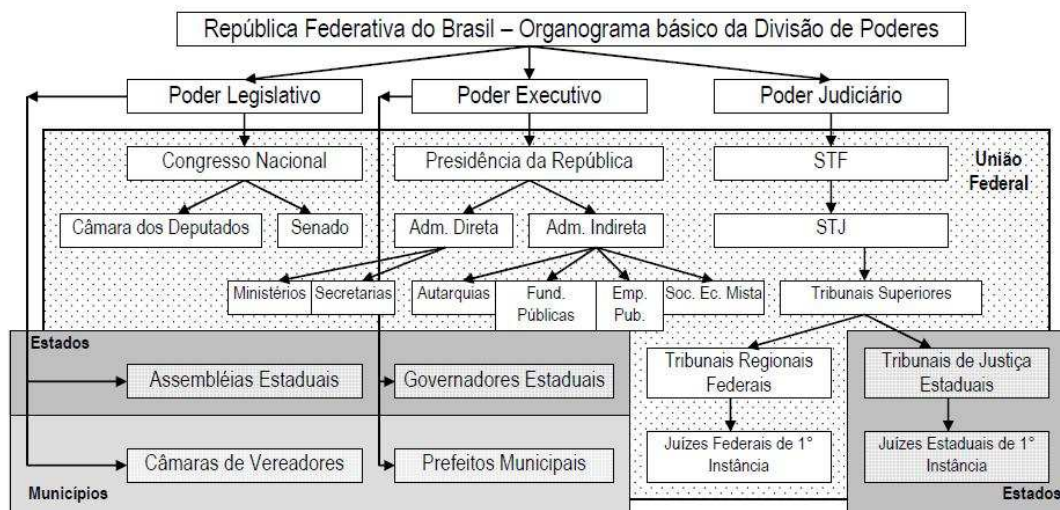 República Federativa do Brasil – Organograma básico da Divisão de Poderes
Poder Legislativo
Poder Executivo
Poder Judiciário
Congresso Nacional
Presidência da República
STF
União
Federal
Câmara dos Deputados
Senado
Adm. Direta
Adm. Indireta
STJ
Ministérios
Secretarias
Autarquias
Fund.
Públicas
Emp.
Pub.
Soc. Ec. Mista
Tribunais Superiores
Estados
Assembléias Estaduais
Governadores Estaduais
Tribunais Regionais
Federais
Tribunais de Justiça
Estaduais
Câmaras de Vereadores
Prefeitos Municipais
Juízes Federais de 1°
Instância
Juízes Estaduais de 1°
Instância
Municípios
Estados